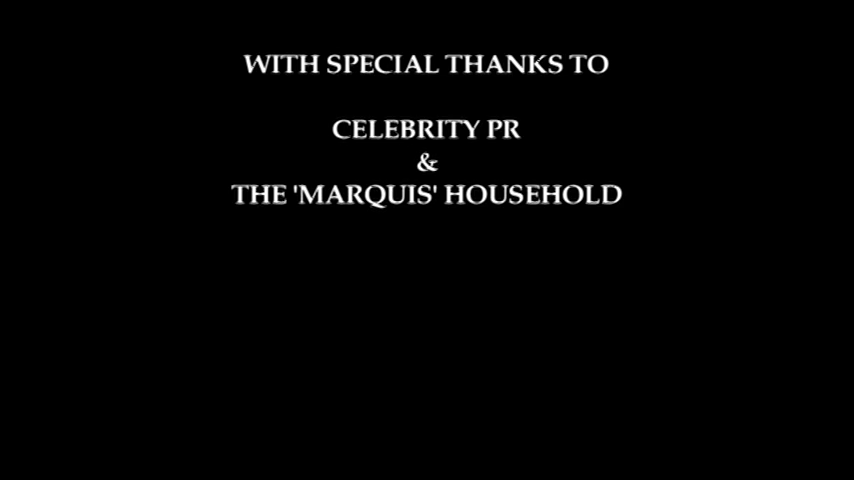 WITH SPECIAL THANKS TO
CELEBRITY PR
&
THE 'MARQUIS' HOUSEHOLD